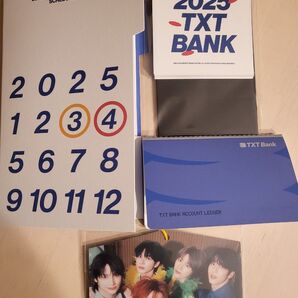 2 0 2 5
1 2 3 4
5 6 7 8
9 10 11 12
2025
TXT
BANK
TXT Bank
TXT BANK ACCOUNT LEDGER